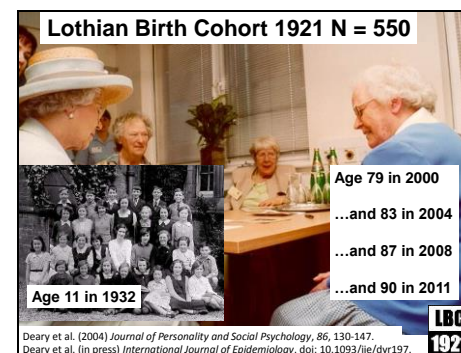 Lothian Birth Cohort 1921 N = 550
Age 79 in 2000
…and 83 in 2004
…and 87 in 2008
…and 90 in 2011
Age 11 in 1932
LBC
192
Deary et al. (2004) Journal of Personality and Social Psychology, 86, 130-147.
Deary et al. (in press) International Journal of Epidemiology. doi: 10.1093/ije/dyr197.